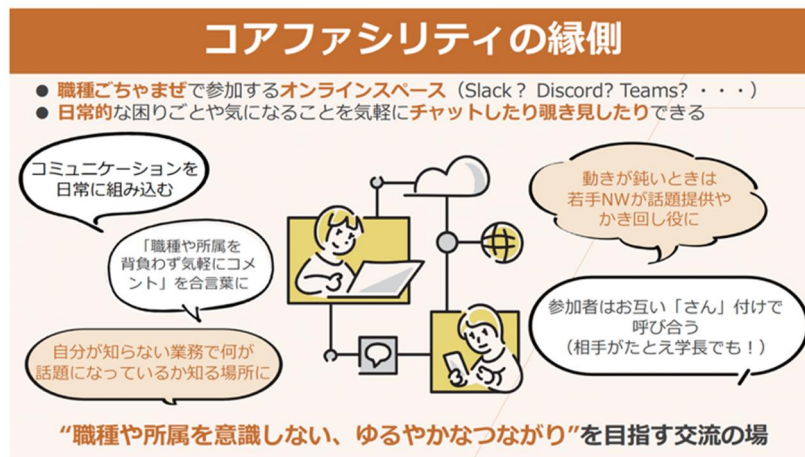 コアファシリティの縁側
● 職種ごちゃまぜで参加するオンラインスペース（Slack？ Discord? Teams? ・・・）
● 日常的な困りごとや気になることを気軽にチャットしたり覗き見したりできる
コミュニケーションを
日常に組み込む
「職種や所属を
背負わず気軽にコメ
ント」を合言葉に
自分が知らない業務で何が
話題になっているか知る場所に
動きが鈍いときは
若手NWが話題提供や
かき回し役に
参加者はお互い「さん」付けで
呼び合う
（相手がたとえ学長でも！）
“職種や所属を意識しない、ゆるやかなつながり”を目指す交流の場